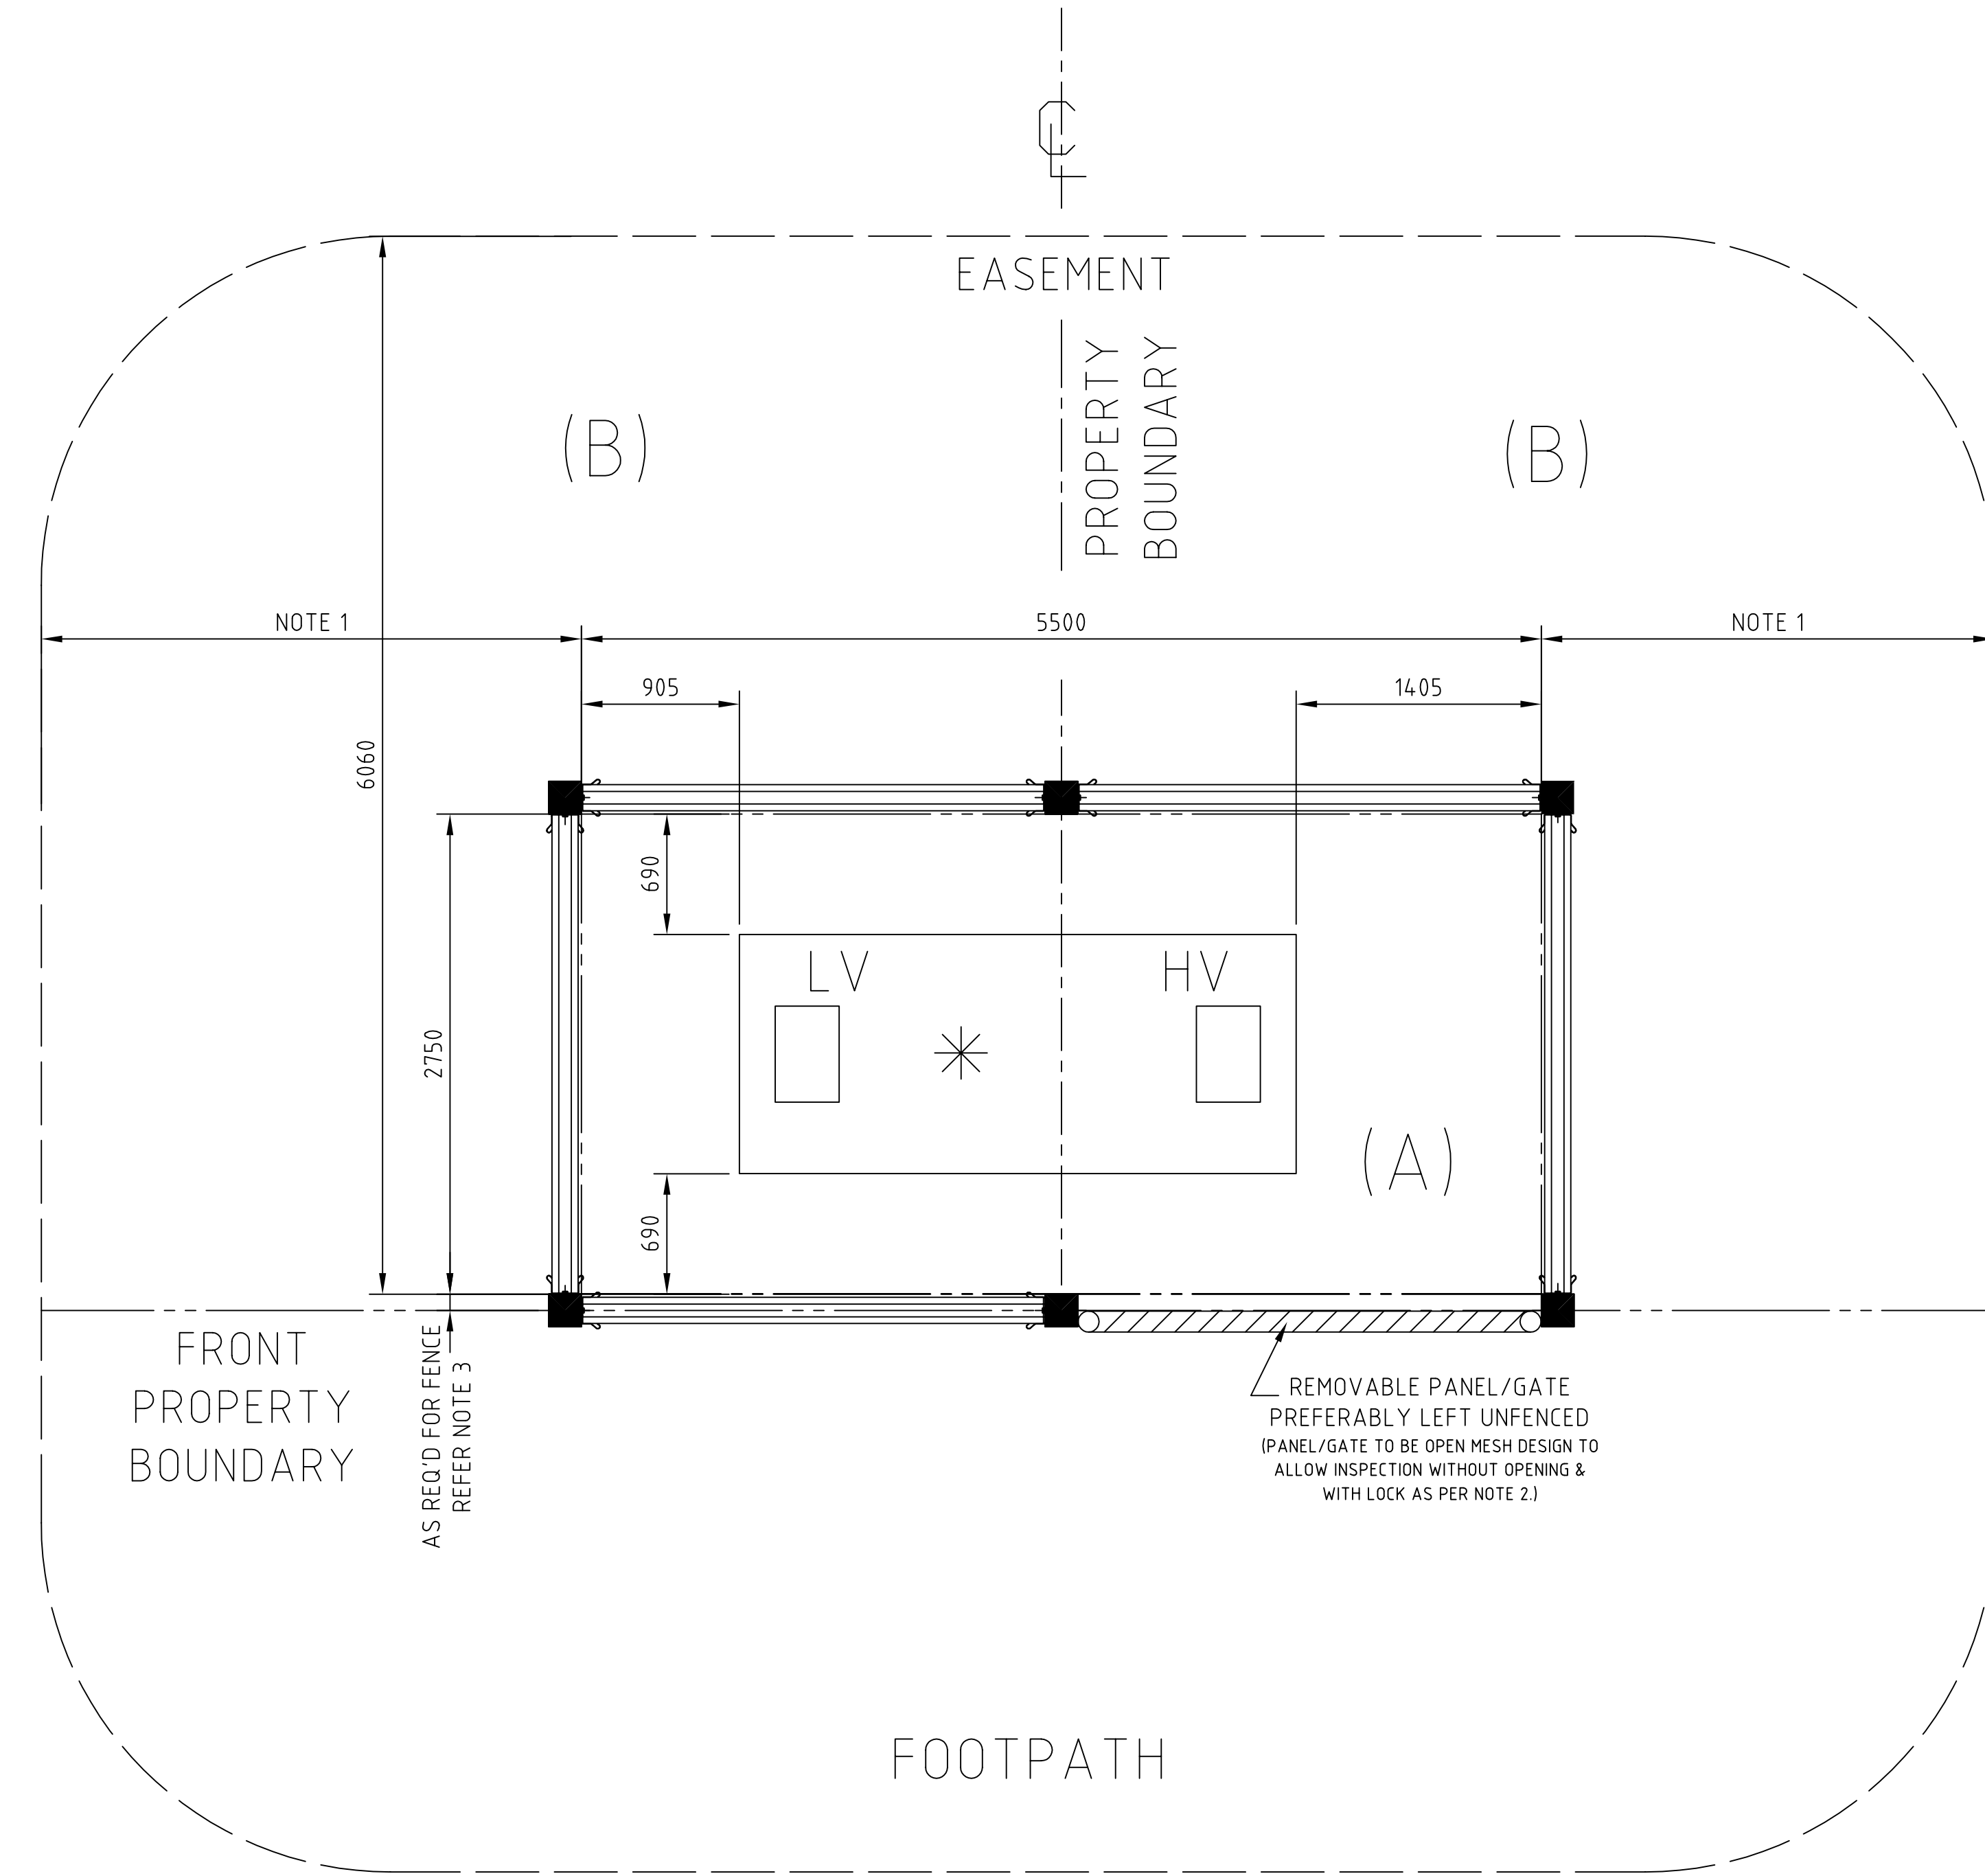 CL
EASEMENT
PROPERTY
BOUNDARY
(B)
(B)
NOTE 1
5500
NOTE 1
905
1405
6060
690
LV
HV
2750
(A)
690
FRONT
PROPERTY
BOUNDARY
AS REQ'D FOR FENCE
REFER NOTE 3
REMOVABLE PANEL/GATE
PREFERABLY LEFT UNFENCED
(PANEL/GATE TO BE OPEN MESH DESIGN TO
ALLOW INSPECTION WITHOUT OPENING &
WITH LOCK AS PER NOTE 2.)
FOOTPATH